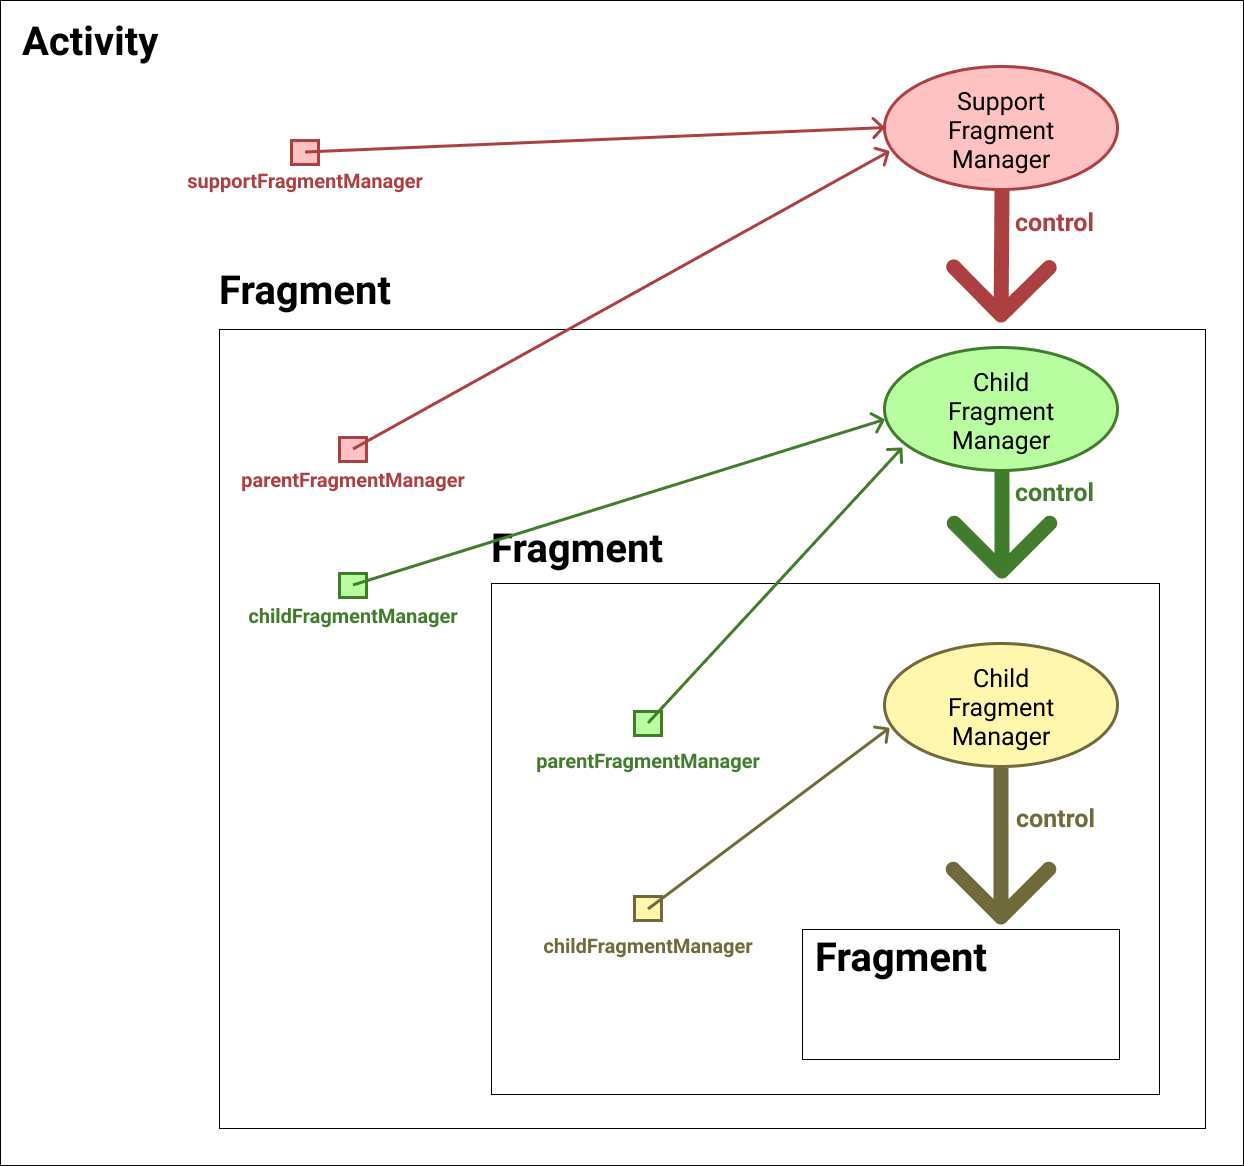 Activity
Support
Fragment
Manager
supportFragmentManager
control
Fragment
Child
Fragment
Manager
parentFragmentManager
control
Fragment
childFragmentManager
Child
Fragment
Manager
parentFragmentManager
control
childFragmentManager
Fragment